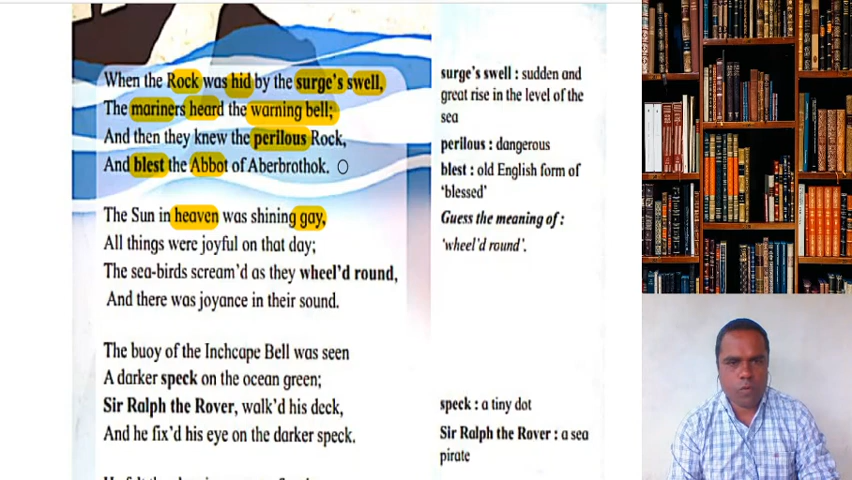 When the Rock was hid by the surge's swell,
The mariners heard the warning bell;
And then they knew the perilous Rock,
And blest the Abbot of Aberbrothok.
The Sun in heaven was shining gay,
All things were joyful on that day;
The sea-birds scream'd as they wheel'd round,
And there was joyance in their sound.
The buoy of the Inchcape Bell was seen
A darker speck on the ocean green;
Sir Ralph the Rover, walk'd his deck,
And he fix'd his eye on the darker speck.
surge's swell : sudden and
great rise in the level of the
sea
perilous : dangerous
blest : old English form of
'blessed'
Guess the meaning of :
'wheel'd round'.
speck : a tiny dot
Sir Ralph the Rover : a sea
pirate